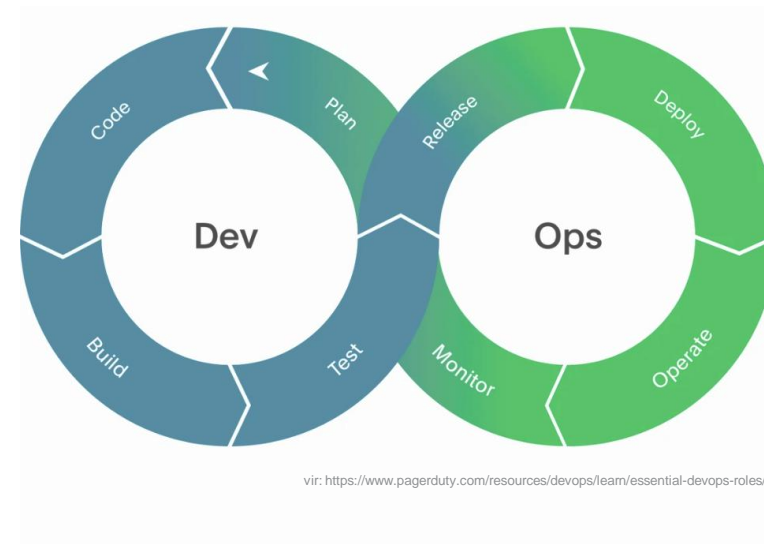 Code
Plan
Release
Deploy
Dev
Ops
Build
Test
Monitor
Operate
vir: https://www.pagerduty.com/resources/devops/learn/essential-devops-roles/